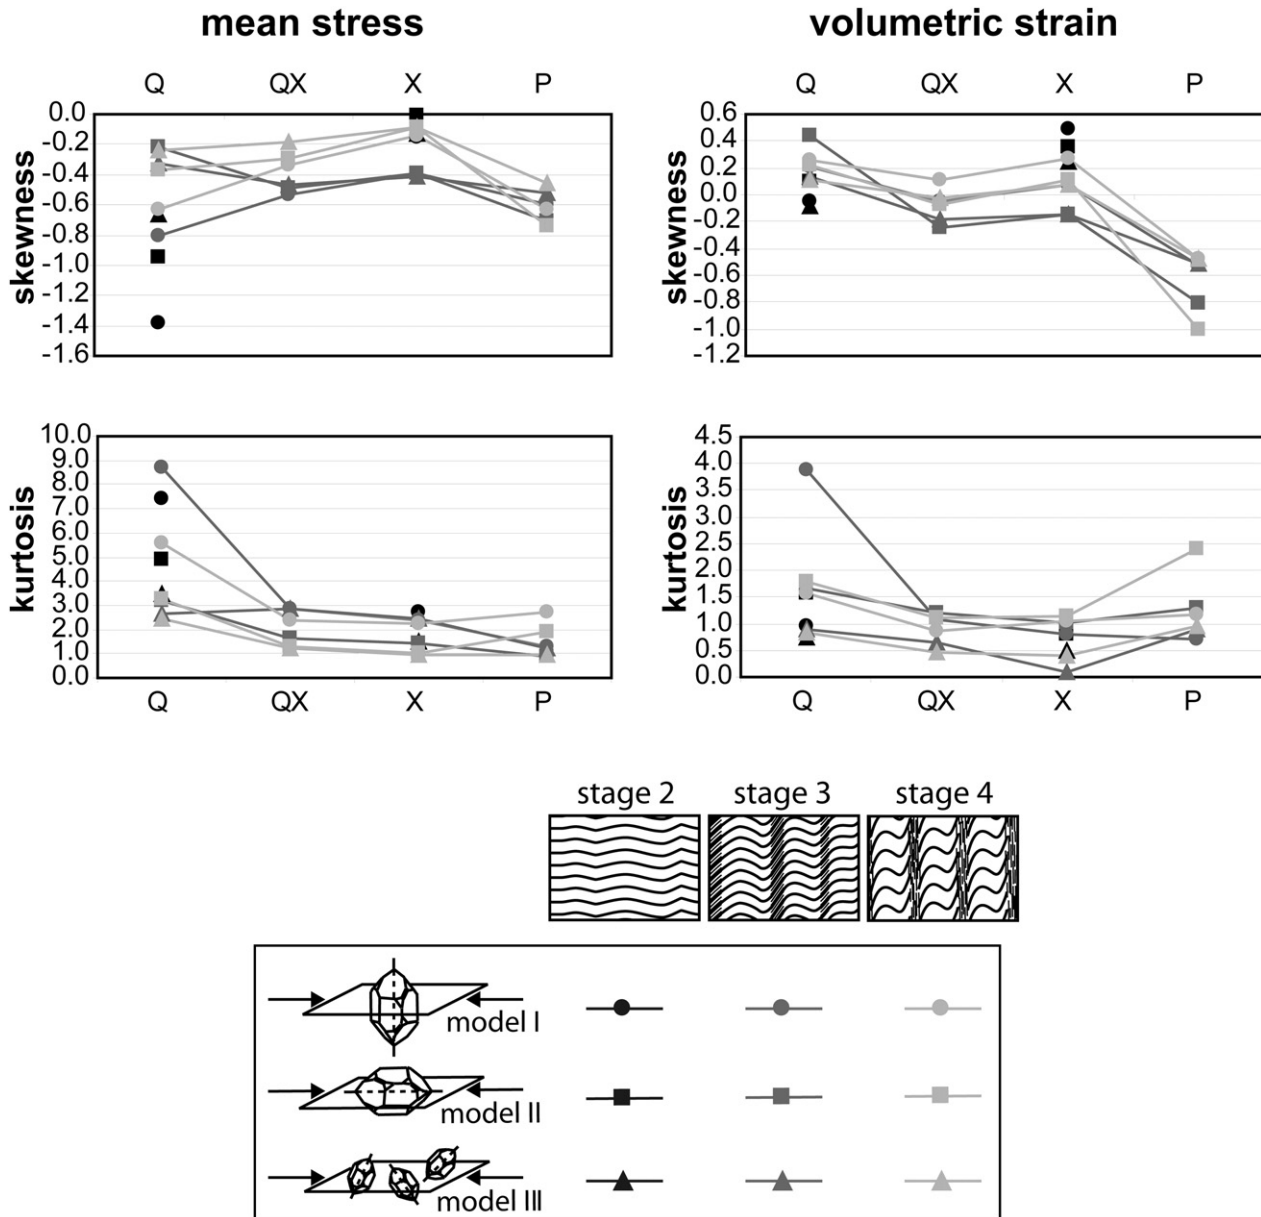 mean stress
volumetric strain
Q QX X P
Q QX X P
skewness
0.0
-0.2
-0.4
-0.6
-0.8
-1.0
-1.2
-1.4
-1.6
skewness
0.6
0.4
0.2
0.0
-0.2
-0.4
-0.6
-0.8
-1.0
-1.2
kurtosis
10.0
9.0
8.0
7.0
6.0
5.0
4.0
3.0
2.0
1.0
0.0
Q QX X P
kurtosis
4.5
4.0
3.5
3.0
2.5
2.0
1.5
1.0
0.5
0.0
Q QX X P
stage 2 stage 3 stage 4
model I
model II
model III